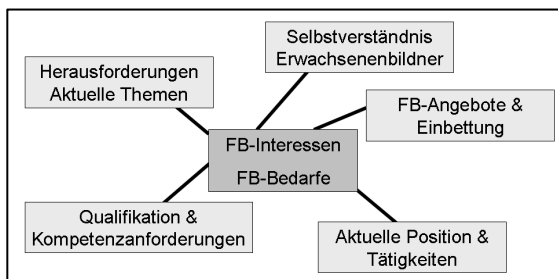 Selbstverständnis
Erwachsenenbildner
Herausforderungen
Aktuelle Themen
FB-Angebote &
Einbettung
FB-Interessen
FB-Bedarfe
Qualifikation &
Kompetenzanforderungen
Aktuelle Position &
Tätigkeiten